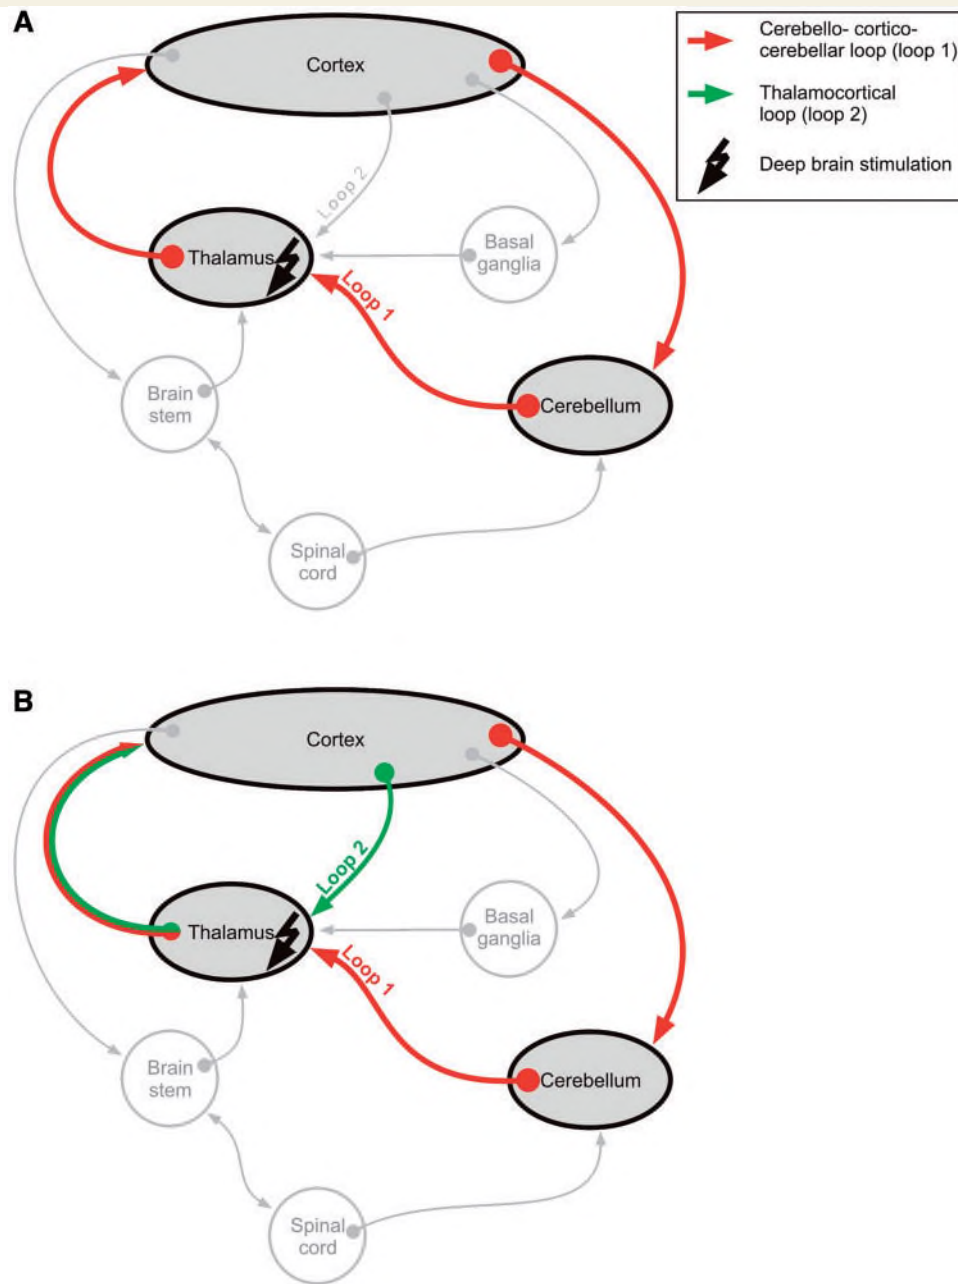 A
Cerebello- cortico-
cerebellar loop (loop 1)
Thalamocortical
loop (loop 2)
Deep brain stimulation
Cortex
Loop 2
Thalamus
Basal
ganglia
Loop 1
Brain
stem
Cerebellum
Spinal
cord
B
Cortex
Loop 2
Thalamus
Basal
ganglia
Loop 1
Brain
stem
Cerebellum
Spinal
cord